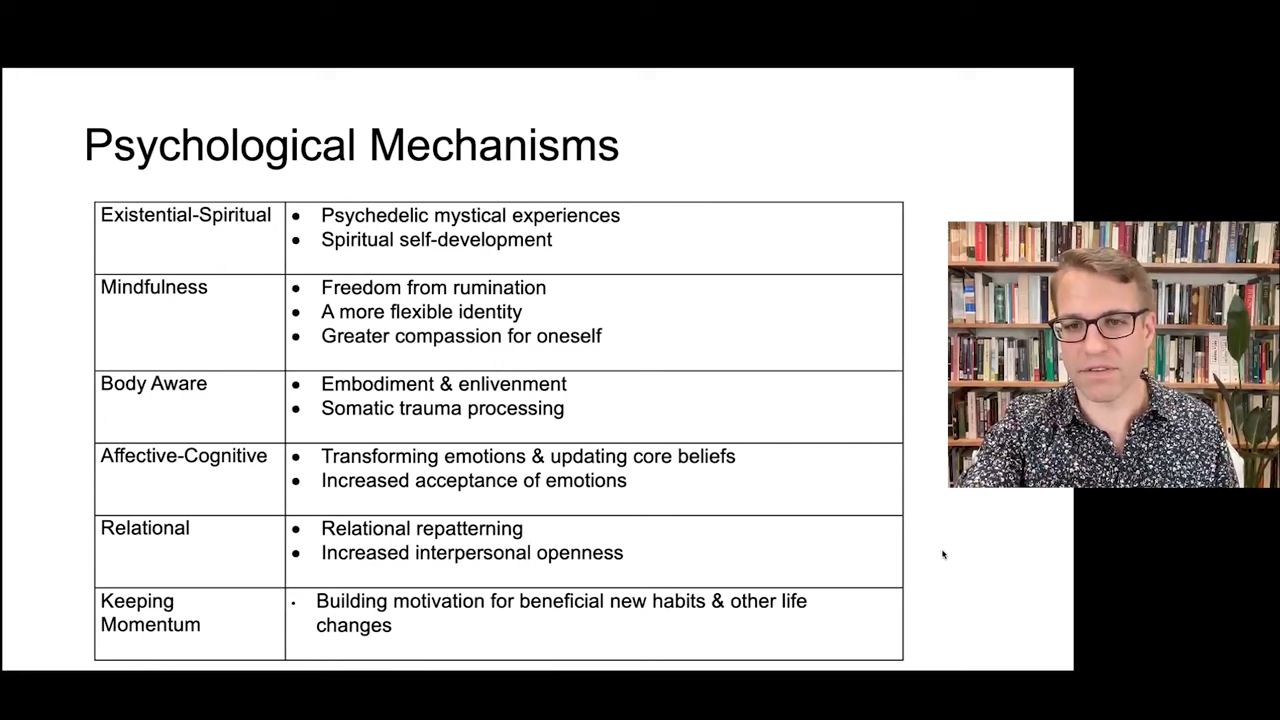 Psychological Mechanisms
Existential-Spiritual
• Psychedelic mystical experiences
• Spiritual self-development
Mindfulness
• Freedom from rumination
• A more flexible identity
• Greater compassion for oneself
Body Aware
• Embodiment & enlivenment
• Somatic trauma processing
Affective-Cognitive
• Transforming emotions & updating core beliefs
• Increased acceptance of emotions
Relational
• Relational repatterning
• Increased interpersonal openness
Keeping
Momentum
• Building motivation for beneficial new habits & other life
changes